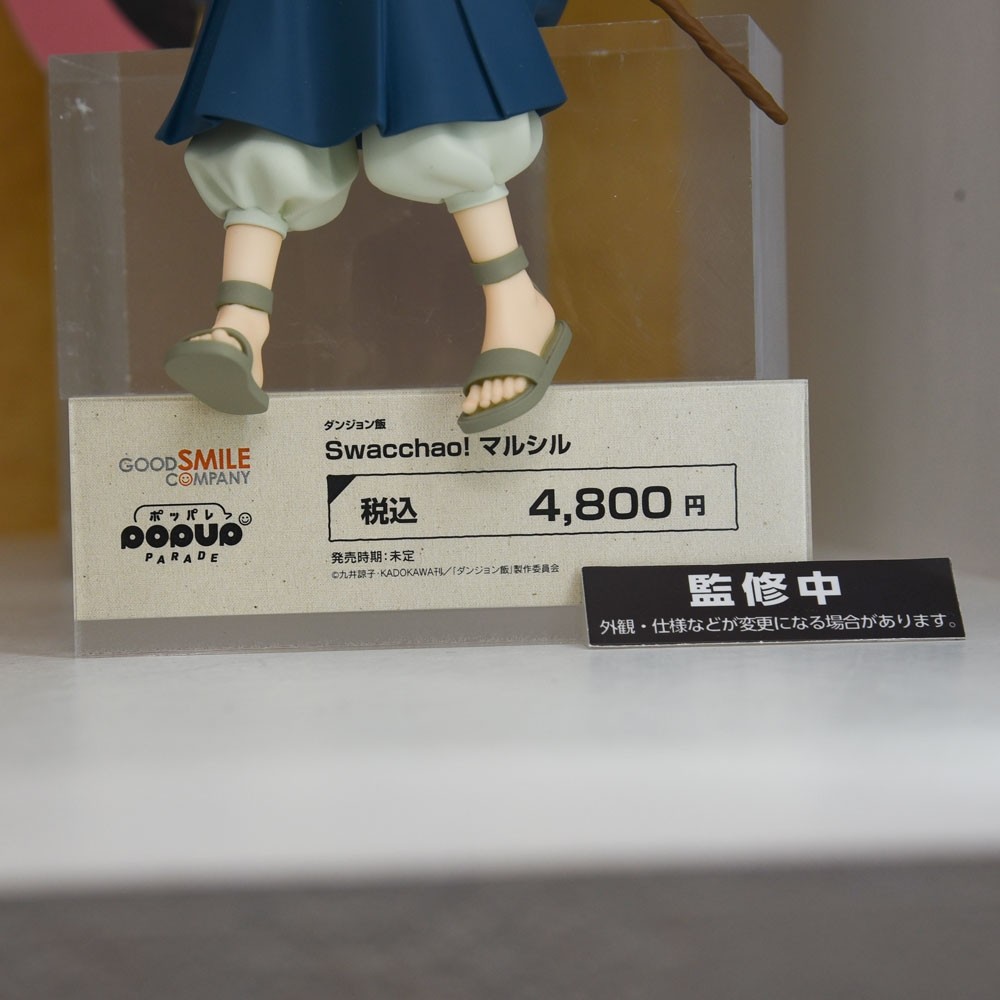 GOODSMILE
COMPANY
ポッパレ
POPUP
PARADE
ダンジョン飯
Swacchao! マルシル
税込 4,800 円
発売時期:未定
©九井諒子・KADOKAWA刊/「ダンジョン飯」製作委員会
監修中
外観・仕様などが変更になる場合があります。